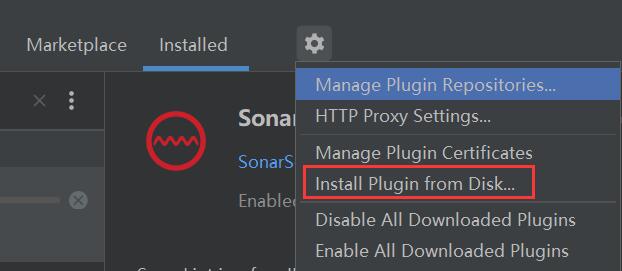 Marketplace
Installed
Manage Plugin Repositories...
Sona
HTTP Proxy Settings...
SonarS
Manage Plugin Certificates
Install Plugin from Disk...
Enabled
Disable All Downloaded Plugins
Enable All Downloaded Plugins